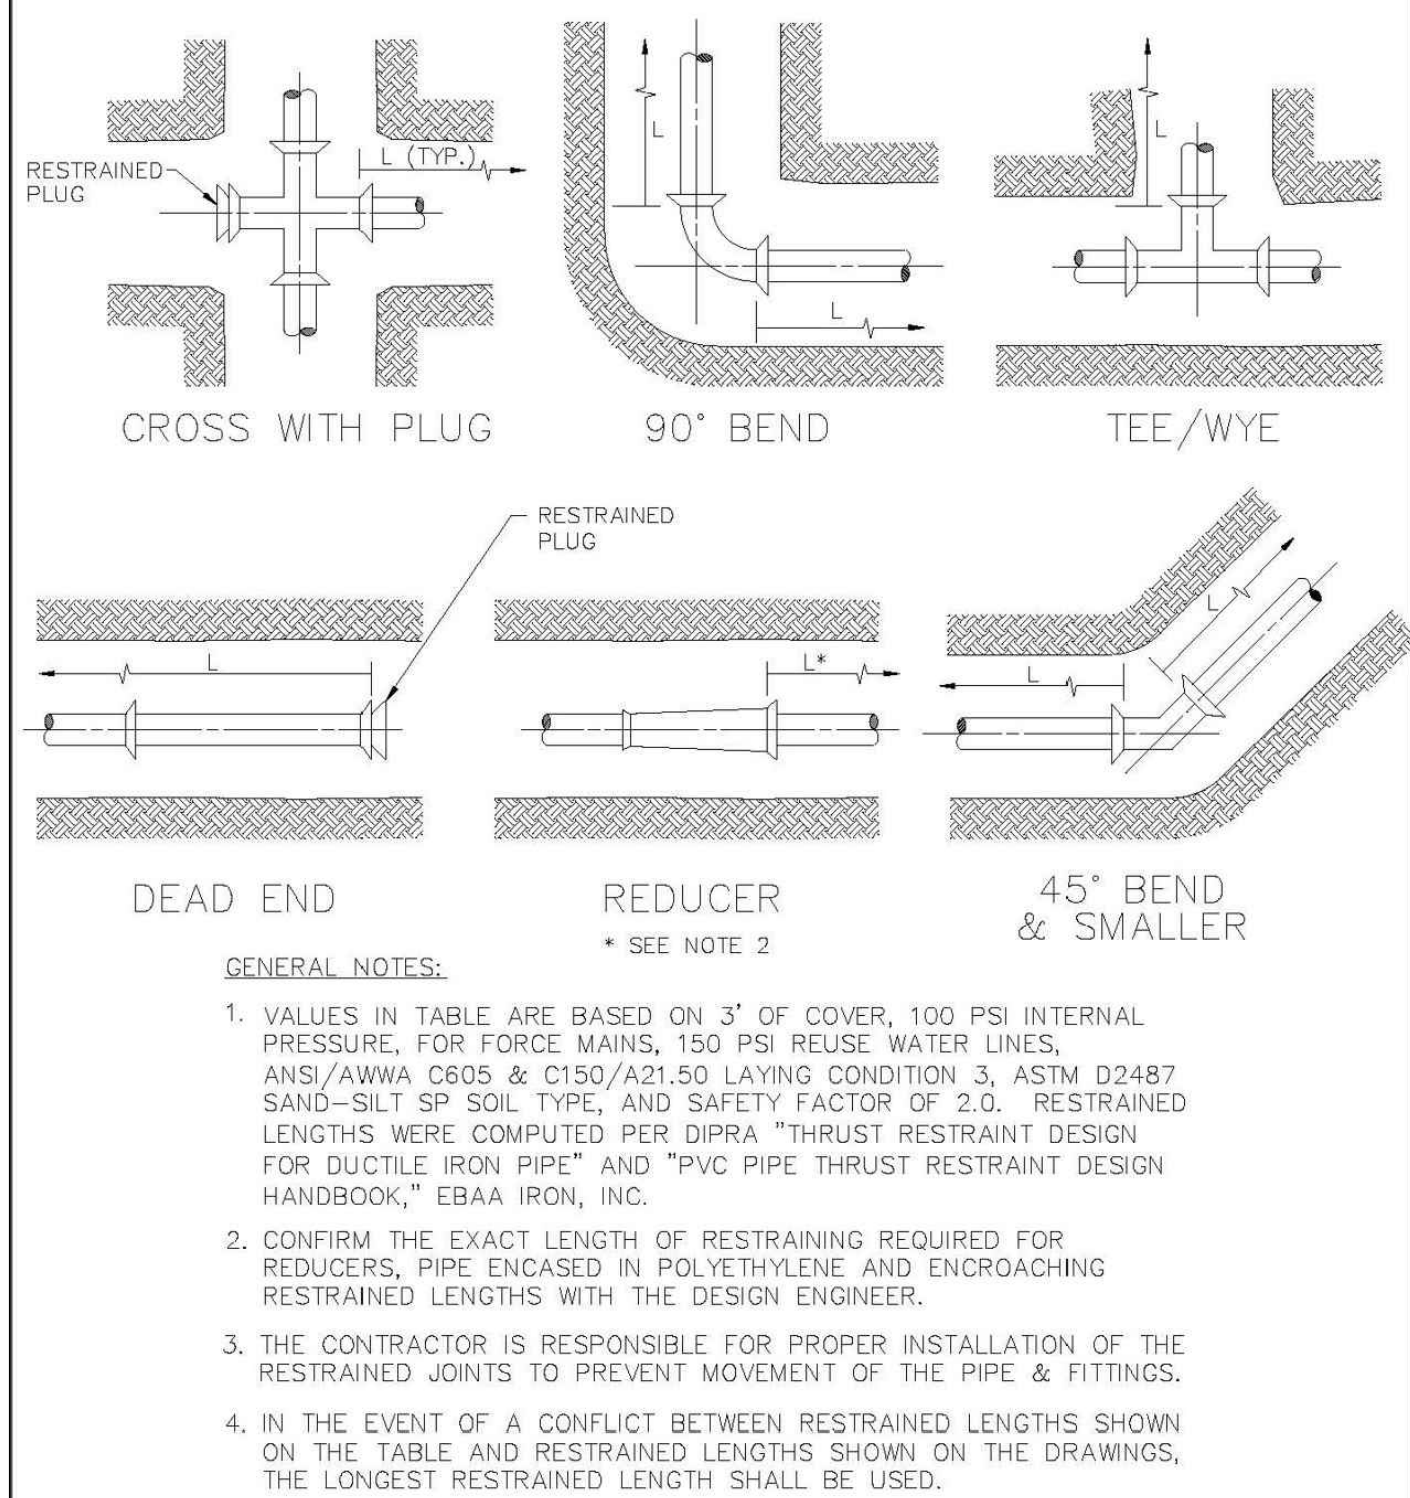 RESTRAINED
PLUG
L (TYP.)
CROSS WITH PLUG
L
L
90° BEND
L
TEE/WYE
RESTRAINED
PLUG
L
DEAD END
L*
REDUCER
* SEE NOTE 2
L
L
45° BEND
& SMALLER
GENERAL NOTES:
1. VALUES IN TABLE ARE BASED ON 3' OF COVER, 100 PSI INTERNAL
PRESSURE, FOR FORCE MAINS, 150 PSI REUSE WATER LINES,
ANSI/AWWA C605 & C150/A21.50 LAYING CONDITION 3, ASTM D2487
SAND-SILT SP SOIL TYPE, AND SAFETY FACTOR OF 2.0. RESTRAINED
LENGTHS WERE COMPUTED PER DIPRA "THRUST RESTRAINT DESIGN
FOR DUCTILE IRON PIPE" AND "PVC PIPE THRUST RESTRAINT DESIGN
HANDBOOK," EBAA IRON, INC.
2. CONFIRM THE EXACT LENGTH OF RESTRAINING REQUIRED FOR
REDUCERS, PIPE ENCASED IN POLYETHYLENE AND ENCROACHING
RESTRAINED LENGTHS WITH THE DESIGN ENGINEER.
3. THE CONTRACTOR IS RESPONSIBLE FOR PROPER INSTALLATION OF THE
RESTRAINED JOINTS TO PREVENT MOVEMENT OF THE PIPE & FITTINGS.
4. IN THE EVENT OF A CONFLICT BETWEEN RESTRAINED LENGTHS SHOWN
ON THE TABLE AND RESTRAINED LENGTHS SHOWN ON THE DRAWINGS,
THE LONGEST RESTRAINED LENGTH SHALL BE USED.